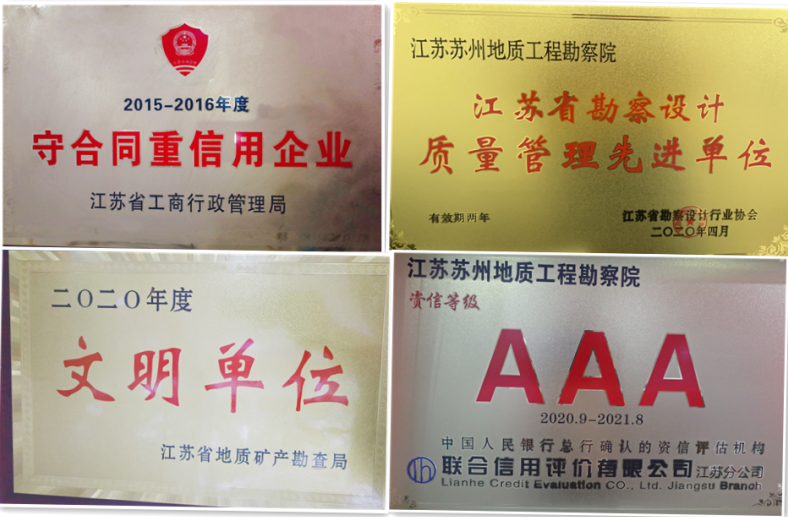 2015-2016年度
守合同重信用企业
江苏省工商行政管理局
江苏苏州地质工程勘察院
江苏省勘察设计
质量管理先进单位
有效期两年
江苏省勘察设计行业协会
二〇二〇年四月
二〇二〇年度
文明单位
江苏省地质矿产勘查局
江苏苏州地质工程勘察院
资信等级
AAA
2020.9-2021.8
中国人民银行总行确认的资信评估机构
联合信用评价有限公司江苏分公司
Lianhe Credit Evaluation CO., Ltd. Jiangsu Branch